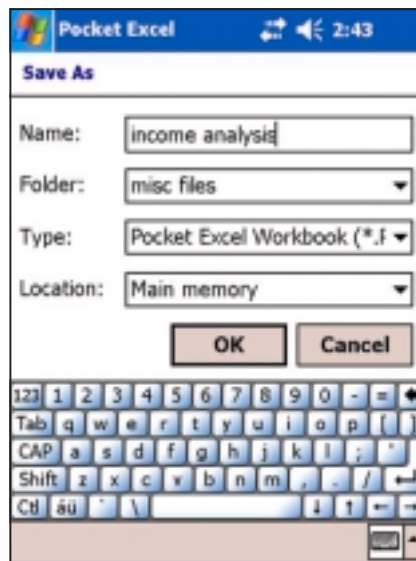 Pocket Excel 2:43
Save As
Name: income analysis
Folder: misc files
Type: Pocket Excel Workbook (*.
Location: Main memory
OK Cancel
123 1 2 3 4 5 6 7 8 9 0 - =
Tab q w e r t y u i o p [ ]
CAP a s d f g h j k l ; '
Shift z x c v b n m , . /
Ctl áü ` \